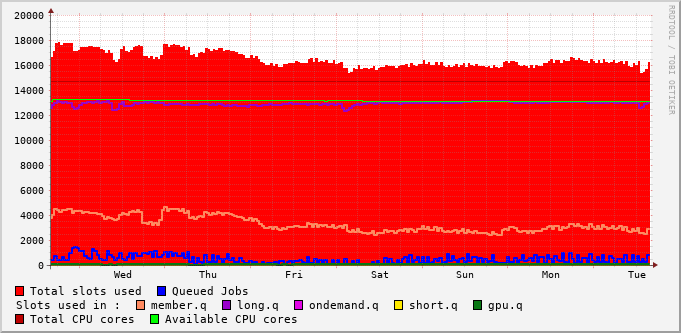 RRDTOOL / TOBI OETIKER
20000
18000
16000
14000
12000
10000
8000
6000
4000
2000
0
Wed Thu Fri Sat Sun Mon Tue
Total slots used Queued Jobs
Slots used in : member.q long.q ondemand.q short.q gpu.q
Total CPU cores Available CPU cores